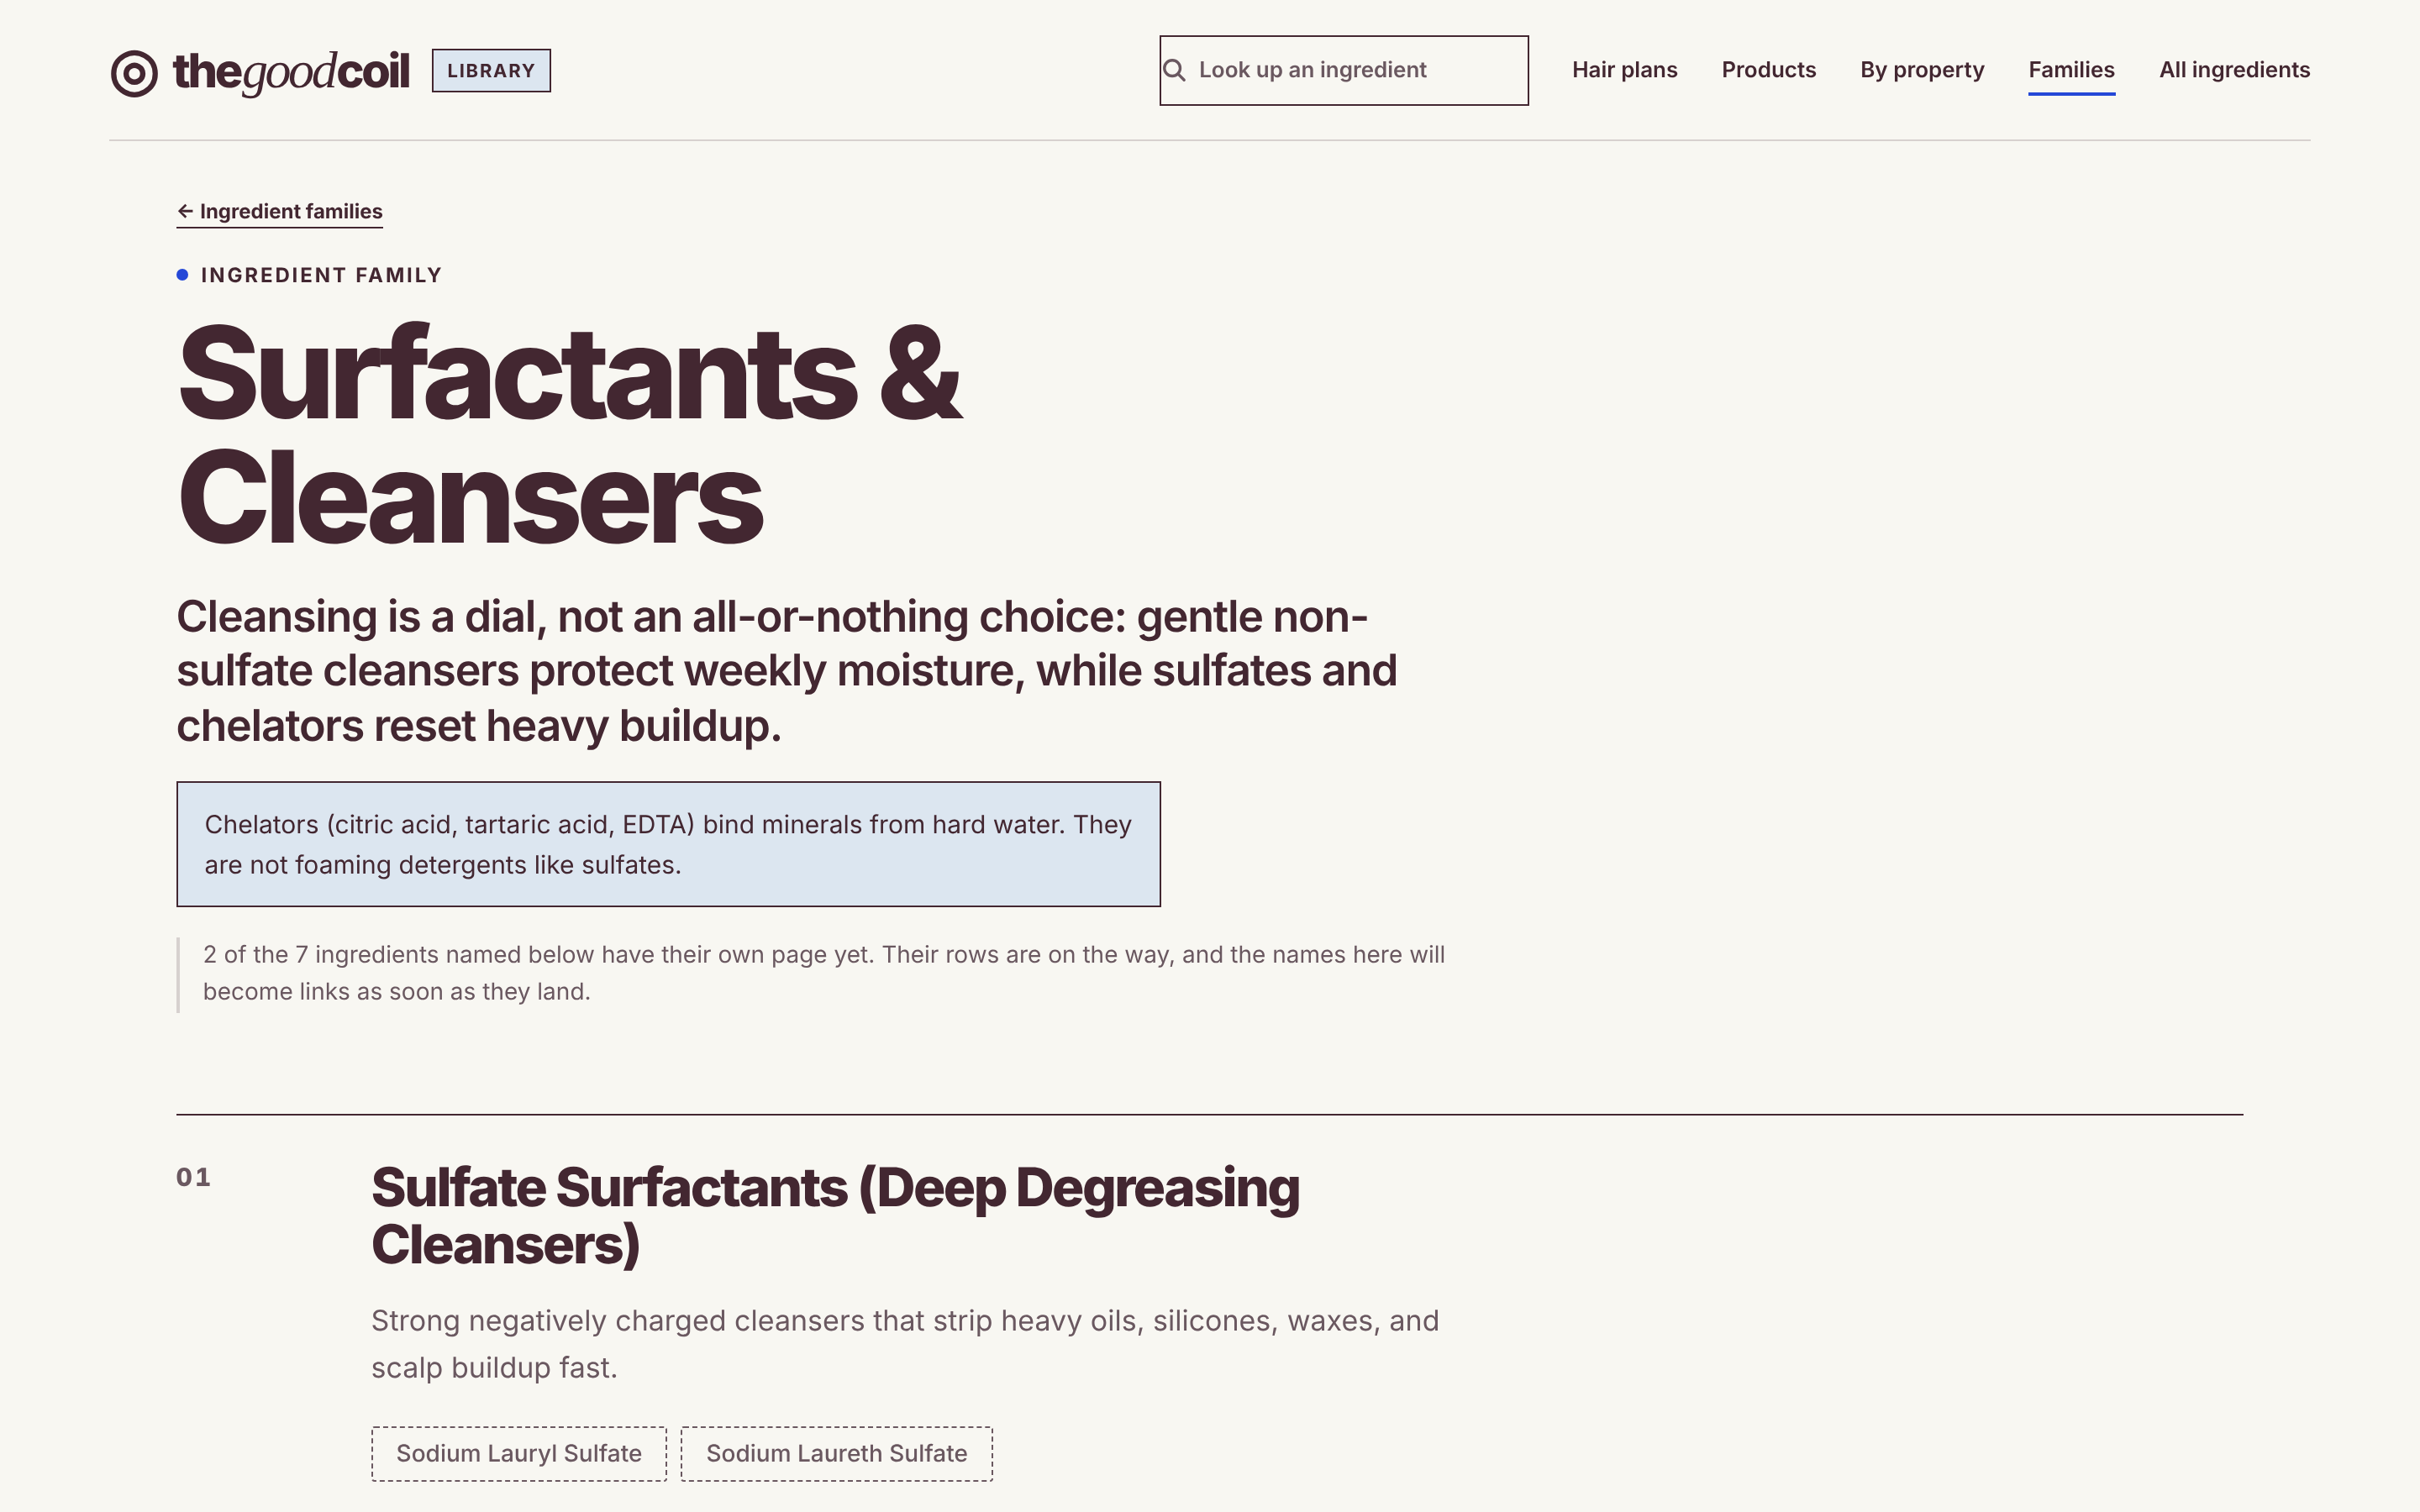 thegoodcoil LIBRARY
Look up an ingredient
Hair plans
Products
By property
Families
All ingredients
← Ingredient families
INGREDIENT FAMILY
Surfactants &
Cleansers
Cleansing is a dial, not an all-or-nothing choice: gentle non-
sulfate cleansers protect weekly moisture, while sulfates and
chelators reset heavy buildup.
Chelators (citric acid, tartaric acid, EDTA) bind minerals from hard water. They
are not foaming detergents like sulfates.
2 of the 7 ingredients named below have their own page yet. Their rows are on the way, and the names here will
become links as soon as they land.
01
Sulfate Surfactants (Deep Degreasing
Cleansers)
Strong negatively charged cleansers that strip heavy oils, silicones, waxes, and
scalp buildup fast.
Sodium Lauryl Sulfate
Sodium Laureth Sulfate